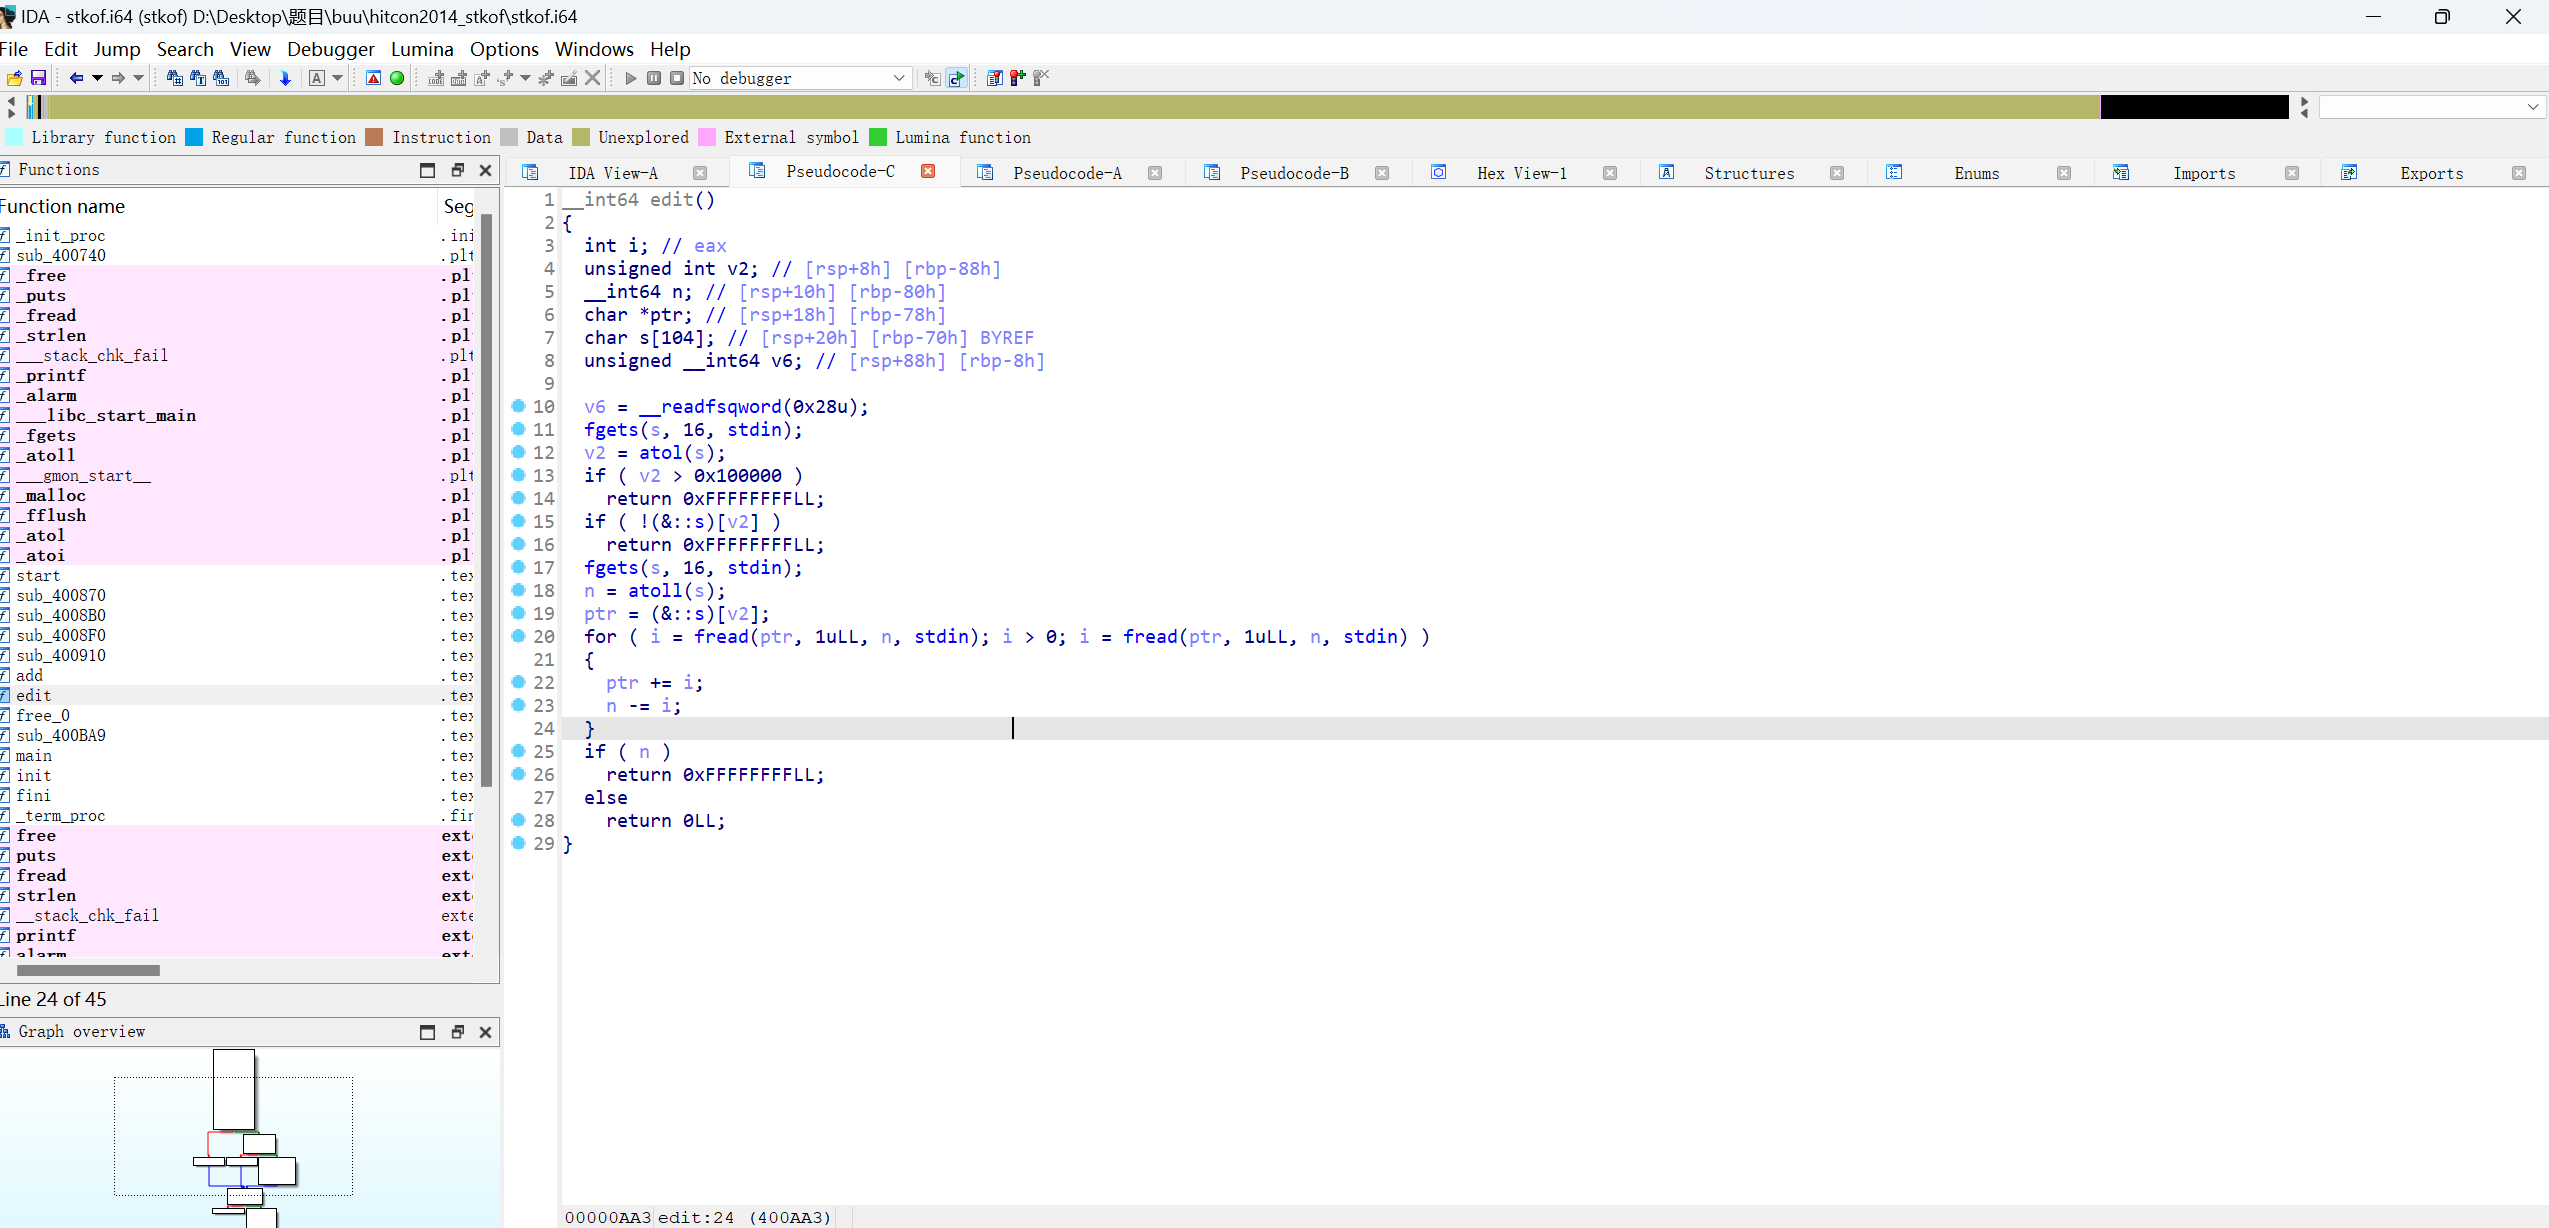 IDA - stkof.i64 (stkof) D:\Desktop\题目\buu\hitcon2014_stkof\stkof.i64
File Edit Jump Search View Debugger Lumina Options Windows Help
No debugger
Library function Regular function Instruction Data Unexplored External symbol Lumina function
Functions
IDA View-A Pseudocode-C Pseudocode-A Pseudocode-B Hex View-1 Structures Enums Imports Exports
Function name Seg
_init_proc .ini
sub_400740 .plt
_free .pl
_puts .pl
_fread .pl
_strlen .pl
___stack_chk_fail .plt
_printf .pl
_alarm .pl
___libc_start_main .pl
_fgets .pl
_atoll .pl
___gmon_start__ .plt
_malloc .pl
_fflush .pl
_atol .pl
_atoi .pl
start .tex
sub_400870 .tex
sub_4008B0 .tex
sub_4008F0 .tex
sub_400910 .tex
add .tex
edit .tex
free_0 .tex
sub_400BA9 .tex
main .tex
init .tex
fini .tex
_term_proc .fin
free ext
puts ext
fread ext
strlen ext
__stack_chk_fail exte
printf ext
alarm ext
Line 24 of 45
Graph overview
1 __int64 edit()
2 {
3 int i; // eax
4 unsigned int v2; // [rsp+8h] [rbp-88h]
5 __int64 n; // [rsp+10h] [rbp-80h]
6 char *ptr; // [rsp+18h] [rbp-78h]
7 char s[104]; // [rsp+20h] [rbp-70h] BYREF
8 unsigned __int64 v6; // [rsp+88h] [rbp-8h]
9
10 v6 = __readfsqword(0x28u);
11 fgets(s, 16, stdin);
12 v2 = atol(s);
13 if ( v2 > 0x100000 )
14 return 0xFFFFFFFFLL;
15 if ( !(&::s)[v2] )
16 return 0xFFFFFFFFLL;
17 fgets(s, 16, stdin);
18 n = atoll(s);
19 ptr = (&::s)[v2];
20 for ( i = fread(ptr, 1uLL, n, stdin); i > 0; i = fread(ptr, 1uLL, n, stdin) )
21 {
22 ptr += i;
23 n -= i;
24 }
25 if ( n )
26 return 0xFFFFFFFFLL;
27 else
28 return 0LL;
29 }
00000AA3 edit:24 (400AA3)